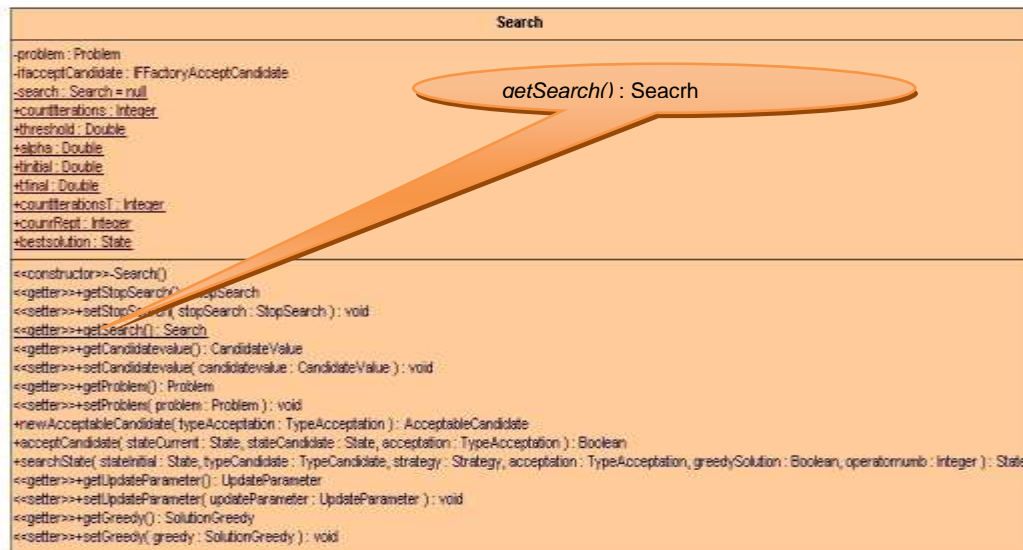 Search
-problem : Problem
-ifacceptCandidate : IFFactoryAcceptCandidate
-search : Search = null
+countIterations : Integer
+threshold : Double
+alpha : Double
+tinitial : Double
+tfinal : Double
+countIterationsT : Integer
+counrRept : Integer
+bestsolution : State
getSearch() : Seacrh
<<constructor>>-Search()
<<getter>>+getStopSearch() : StopSearch
<<setter>>+setStopSearch( stopSearch : StopSearch ) : void
<<getter>>+getSearch() : Search
<<getter>>+getCandidatevalue() : CandidateValue
<<setter>>+setCandidatevalue( candidatevalue : CandidateValue ) : void
<<getter>>+getProblem() : Problem
<<setter>>+setProblem( problem : Problem ) : void
+newAcceptableCandidate( typeAcceptation : TypeAcceptation ) : AcceptableCandidate
+acceptCandidate( stateCurrent : State, stateCandidate : State, acceptation : TypeAcceptation ) : Boolean
+searchState( stateInitial : State, typeCandidate : TypeCandidate, strategy : Strategy, acceptation : TypeAcceptation, greedySolution : Boolean, operatornumb : Integer ) : State
<<getter>>+getUpdateParameter() : UpdateParameter
<<setter>>+setUpdateParameter( updateParameter : UpdateParameter ) : void
<<getter>>+getGreedy() : SolutionGreedy
<<setter>>+setGreedy( greedy : SolutionGreedy ) : void